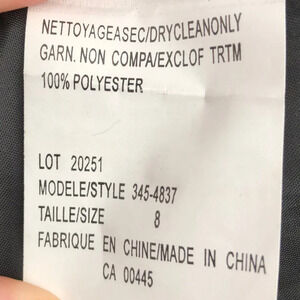 NETTOYAGEASEC/DRYCLEANONLY
GARN. NON COMPA/EXCLOF TRTM
100% POLYESTER
LOT 20251
MODELE/STYLE 345-4837
TAILLE/SIZE 8
FABRIQUE EN CHINE/MADE IN CHINA
CA 00445